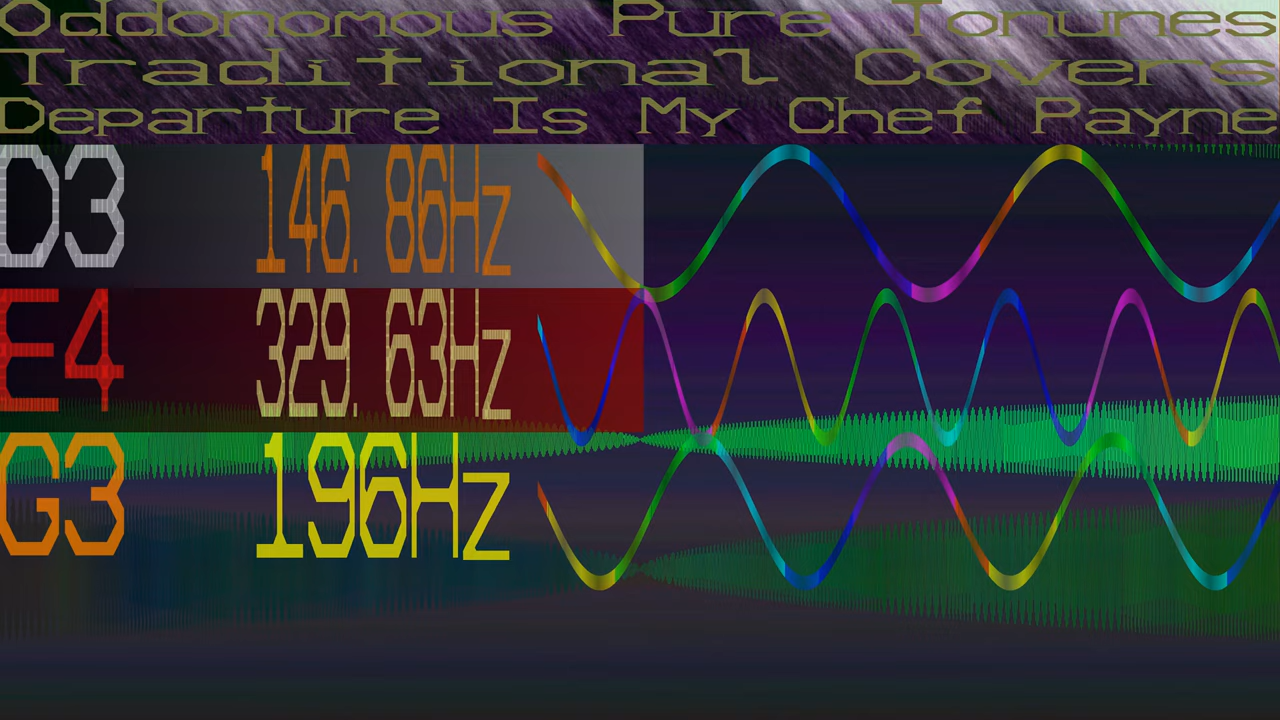 Oddonomous Pure Tonunes
Traditional Covers
Departure Is My Chef Payne
D3 146. 86Hz
E4 329. 63Hz
G3 196Hz